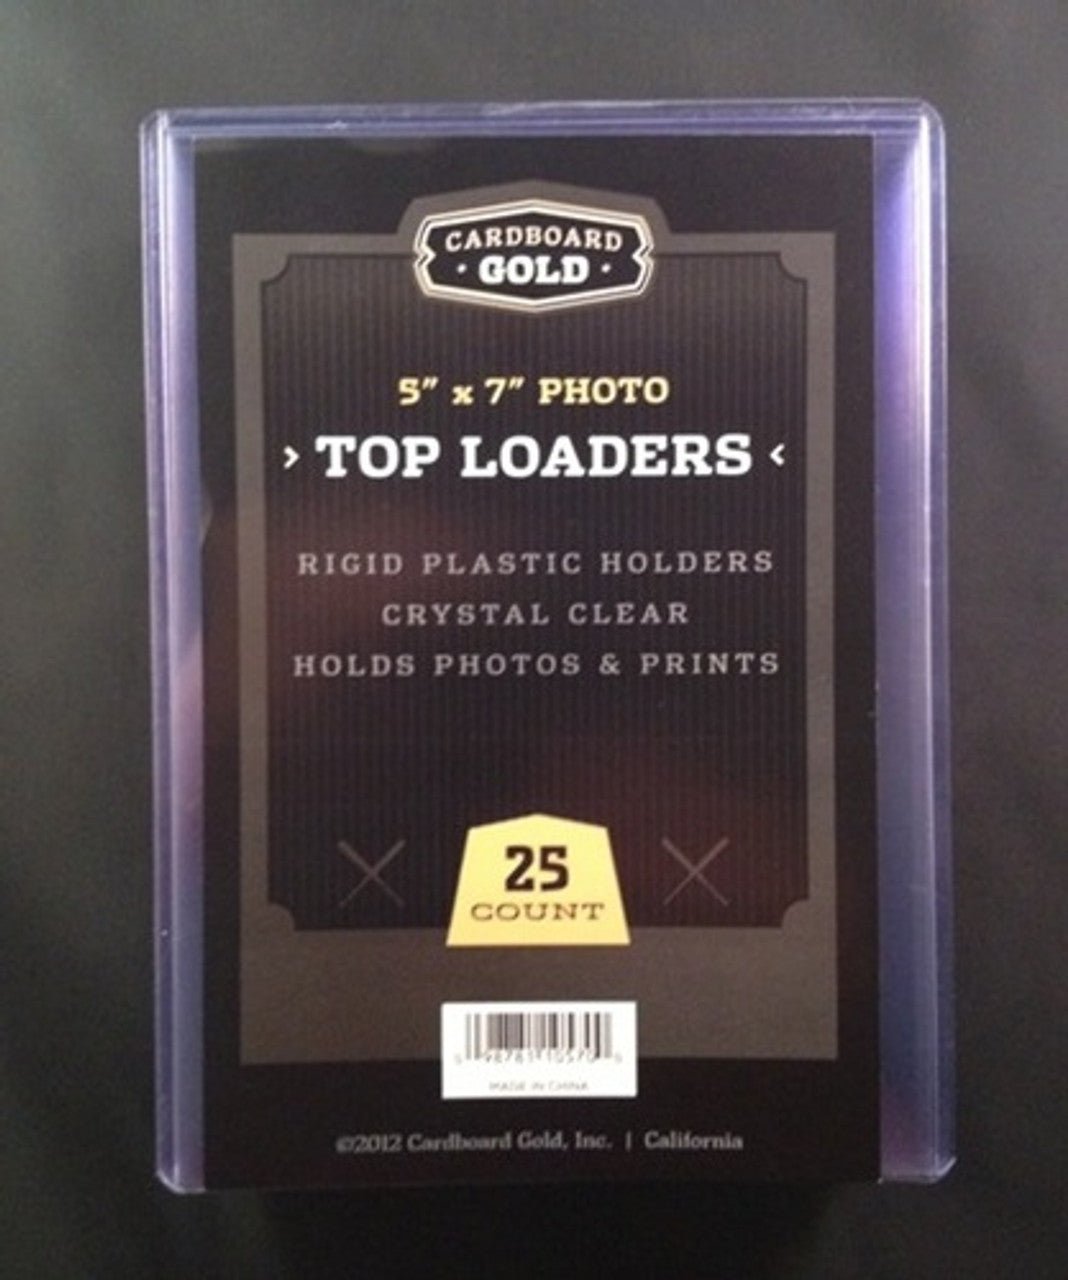 CARDBOARD
· GOLD ·
5" x 7" PHOTO
› TOP LOADERS ‹
RIGID PLASTIC HOLDERS
CRYSTAL CLEAR
HOLDS PHOTOS & PRINTS
25
COUNT
MADE IN CHINA
©2012 Cardboard Gold, Inc. | California